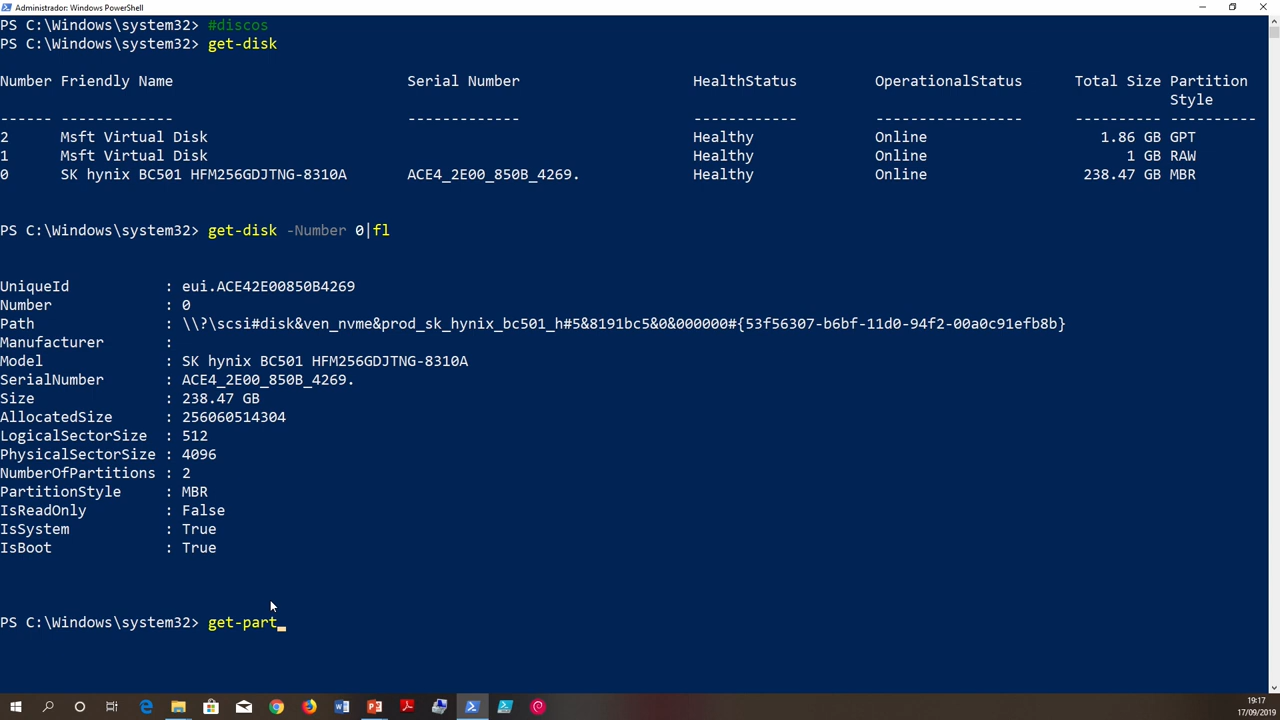 Administrador: Windows PowerShell
PS C:\Windows\system32> #discos
PS C:\Windows\system32> get-disk
Number Friendly Name Serial Number HealthStatus OperationalStatus Total Size Partition
Style
------ ------------- ------------- ------------ ----------------- ---------- ----------
2 Msft Virtual Disk Healthy Online 1.86 GB GPT
1 Msft Virtual Disk Healthy Online 1 GB RAW
0 SK hynix BC501 HFM256GDJTNG-8310A ACE4_2E00_850B_4269. Healthy Online 238.47 GB MBR
PS C:\Windows\system32> get-disk -Number 0|fl
UniqueId : eui.ACE42E00850B4269
Number : 0
Path : \\?\scsi#disk&ven_nvme&prod_sk_hynix_bc501_h#5&8191bc5&0&000000#{53f56307-b6bf-11d0-94f2-00a0c91efb8b}
Manufacturer :
Model : SK hynix BC501 HFM256GDJTNG-8310A
SerialNumber : ACE4_2E00_850B_4269.
Size : 238.47 GB
AllocatedSize : 256060514304
LogicalSectorSize : 512
PhysicalSectorSize : 4096
NumberOfPartitions : 2
PartitionStyle : MBR
IsReadOnly : False
IsSystem : True
IsBoot : True
PS C:\Windows\system32> get-part_
19:17
17/09/2019